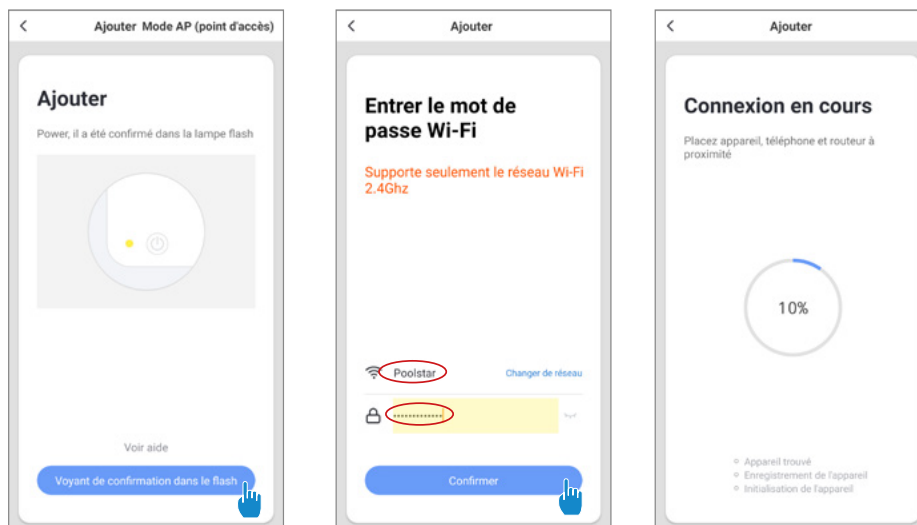 Ajouter Mode AP (point d'accès)
Ajouter
Power, il a été confirmé dans la lampe flash
Voir aide
Voyant de confirmation dans le flash
Ajouter
Entrer le mot de
passe Wi-Fi
Supporte seulement le réseau Wi-Fi
2.4Ghz
Poolstar
Changer de réseau
Confirmer
Ajouter
Connexion en cours
Placez appareil, téléphone et routeur à
proximité
10%
Appareil trouvé
Enregistrement de l'appareil
Initialisation de l'appareil